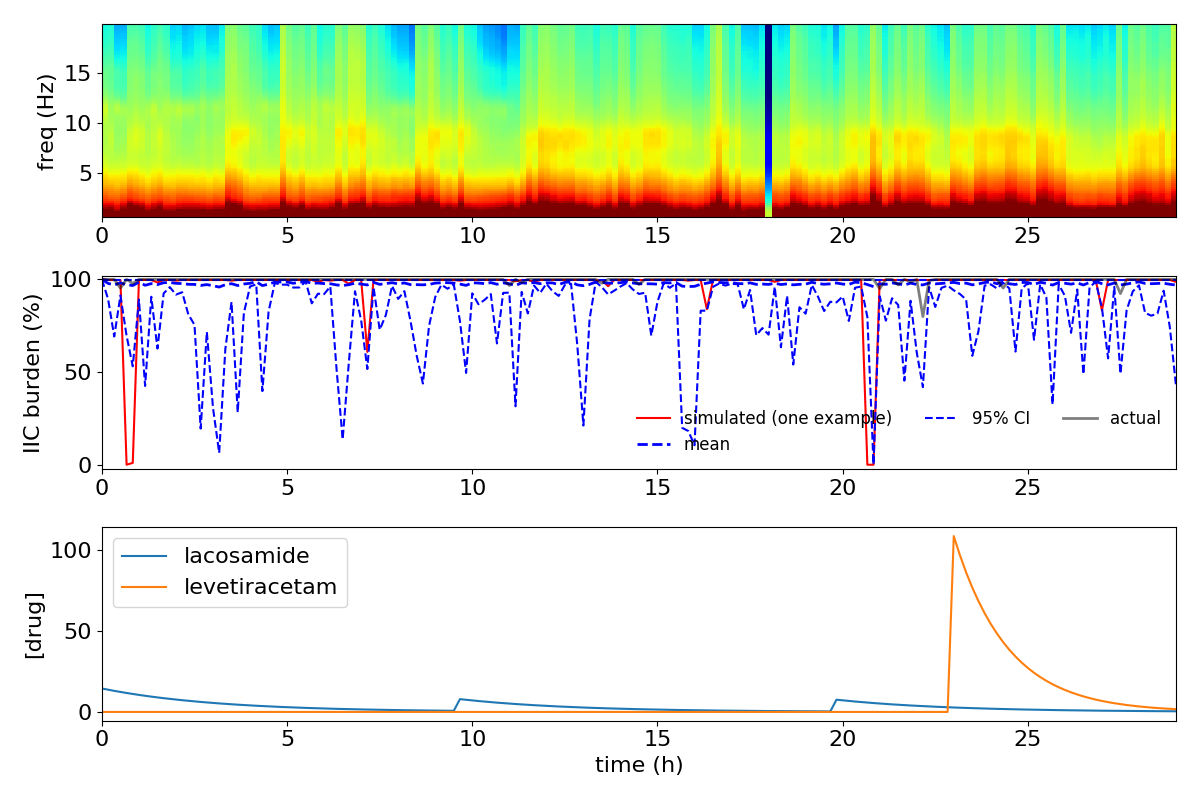 freq (Hz)
15
10
5
0 5 10 15 20 25
IIC burden (%)
100
50
0
simulated (one example) 95% CI actual
mean
0 5 10 15 20 25
[drug]
100
50
0
lacosamide
levetiracetam
0 5 10 15 20 25
time (h)